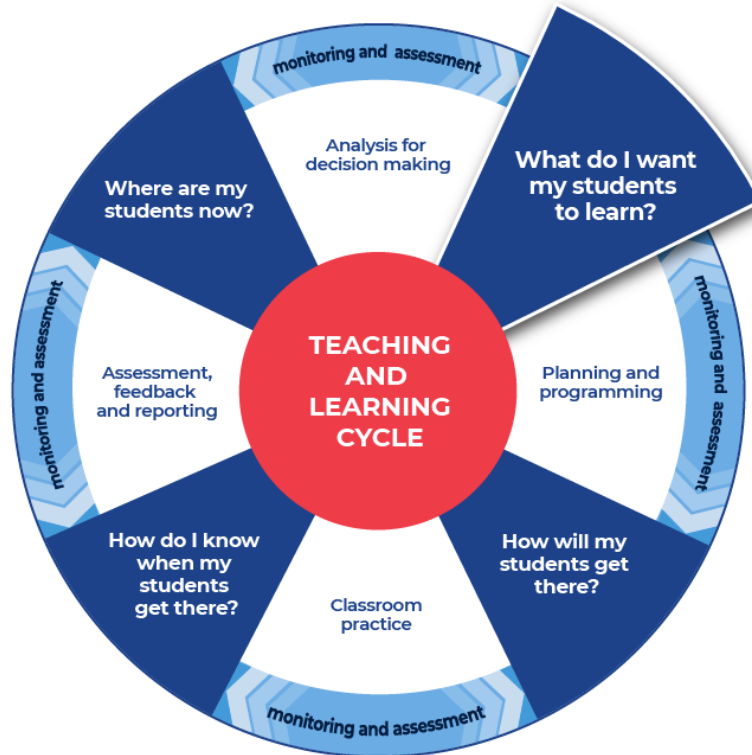 monitoring and assessment
Analysis for
decision making
What do I want
my students
to learn?
Where are my
students now?
monitoring and assessment
monitoring and assessment
TEACHING
AND
LEARNING
CYCLE
Assessment,
feedback
and reporting
Planning and
programming
How do I know
when my
students
get there?
How will my
students get
there?
Classroom
practice
monitoring and assessment